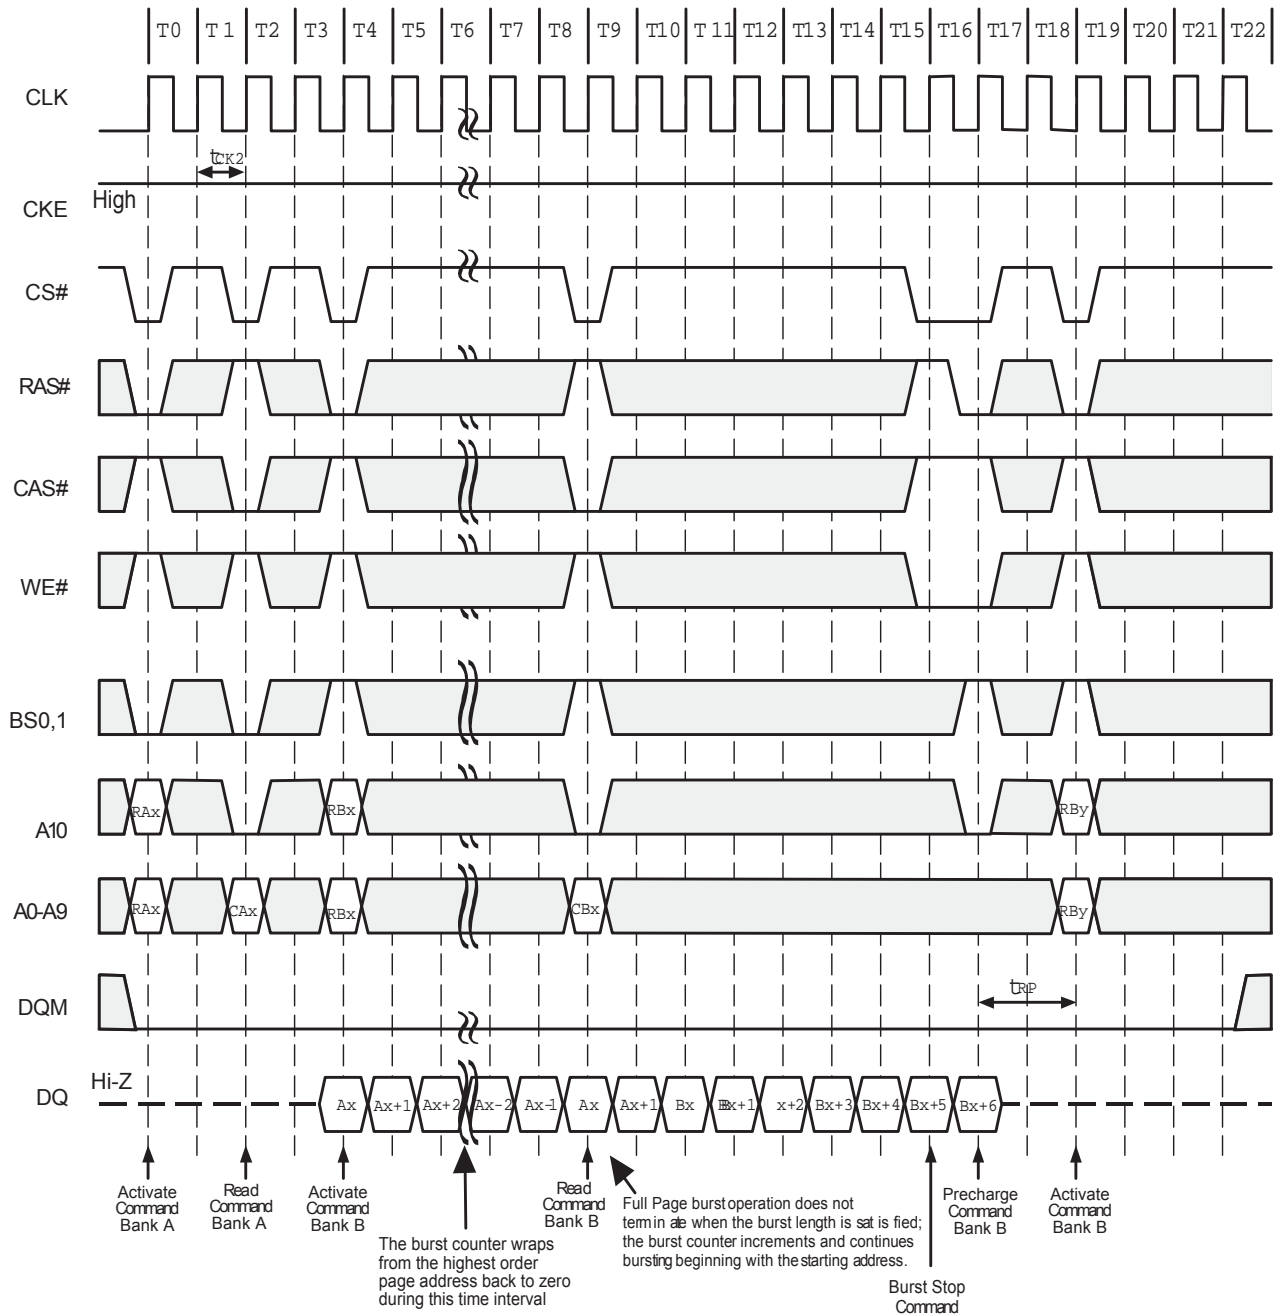 T0 T 1 T2 T3 T4 T5 T6 T7 T8 T9 T10 T 11 T12 T13 T14 T15 T16 T17 T18 T19 T20 T21 T22
CLK
tCK2
High
CKE
CS#
RAS#
CAS#
WE#
BS0,1
RAx RBx RBy
A10
A0-A9
RAx CAx RBx CBx RBy
DQM
tRP
Hi-Z
DQ
Ax Ax+1 Ax+2 Ax-2 Ax-1 Ax Ax+1 Bx Bx+1 x+2 Bx+3 Bx+4 Bx+5 Bx+6
Activate
Command
Bank A
Read
Command
Bank A
Activate
Command
Bank B
The burst counter wraps
from the highest order
page address back to zero
during this time interval
Read
Command
Bank B
Full Page burst operation does not
termin ate when the burst length is sat is fied;
the burst counter increments and continues
bursting beginning with the starting address.
Burst Stop
Command
Precharge
Command
Bank B
Activate
Command
Bank B